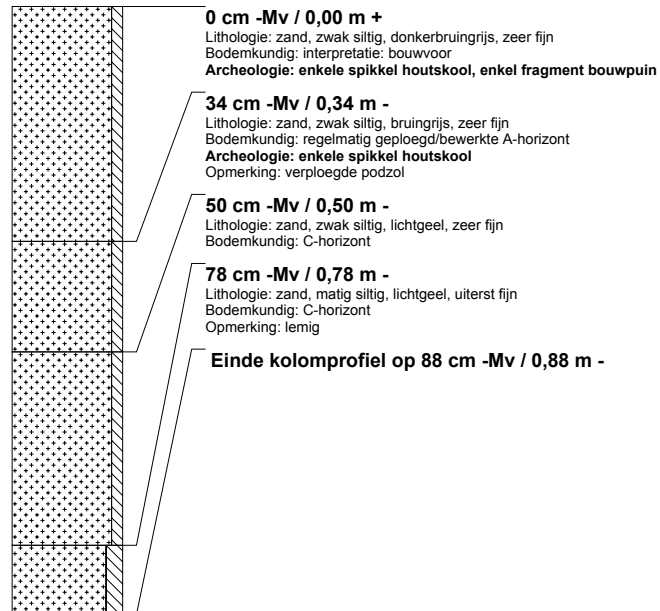 0 cm -Mv / 0,00 m +
Lithologie: zand, zwak siltig, donkerbruingrijs, zeer fijn
Bodemkundig: interpretatie: bouwvoor
Archeologie: enkele spikkel houtskool, enkel fragment bouwpuin
34 cm -Mv / 0,34 m -
Lithologie: zand, zwak siltig, bruingrijs, zeer fijn
Bodemkundig: regelmatig geploegd/bewerkte A-horizont
Archeologie: enkele spikkel houtskool
Opmerking: verploegde podzol
50 cm -Mv / 0,50 m -
Lithologie: zand, zwak siltig, lichtgeel, zeer fijn
Bodemkundig: C-horizont
78 cm -Mv / 0,78 m -
Lithologie: zand, matig siltig, lichtgeel, uiterst fijn
Bodemkundig: C-horizont
Opmerking: lemig
Einde kolomprofiel op 88 cm -Mv / 0,88 m -